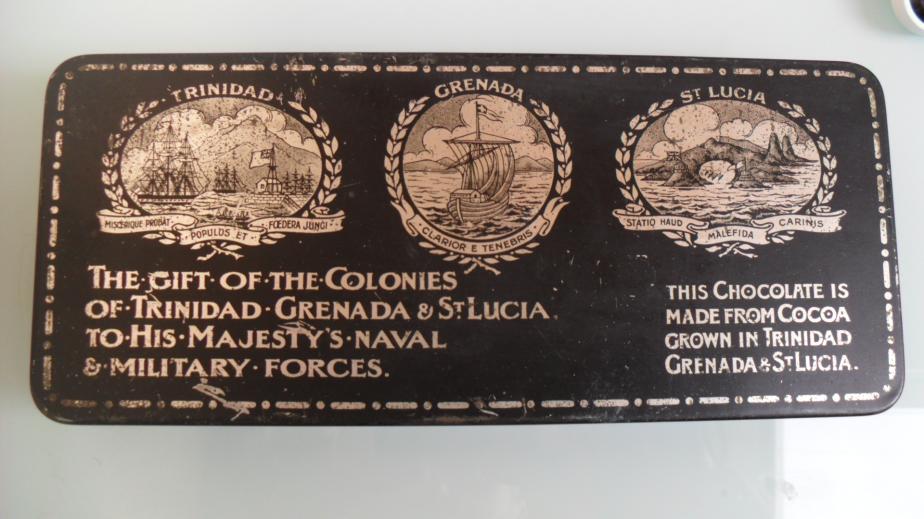 TRINIDAD
MISCERIQUE PROBAT·
·POPULOS·ET·
FŒDERA JUNGI·
GRENADA
CLARIOR E TENEBRIS·
ST LUCIA
STATIO HAUD
MALEFIDA
CARINIS
THE·GIFT·OF·THE·COLONIES
OF·TRINIDAD·GRENADA & ST LUCIA.
TO·HIS·MAJESTY'S·NAVAL
&·MILITARY·FORCES.
THIS CHOCOLATE IS
MADE FROM COCOA
GROWN IN TRINIDAD
GRENADA & ST LUCIA.